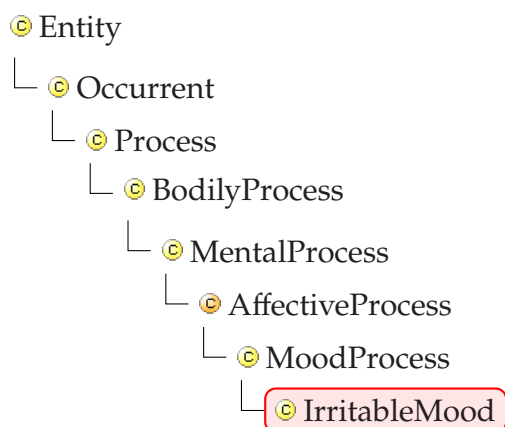 C Entity
C Occurrent
C Process
C BodilyProcess
C MentalProcess
C AffectiveProcess
C MoodProcess
C IrritableMood